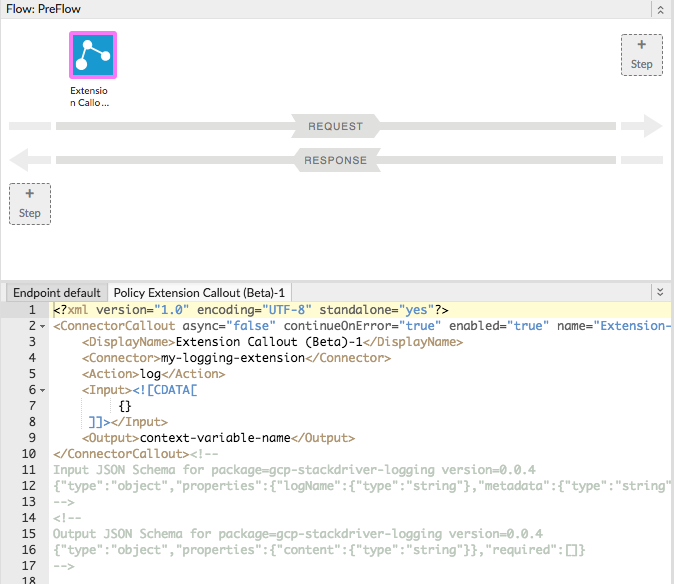 Flow: PreFlow
+
Step
Extensio
n Callo ...
REQUEST
RESPONSE
+
Step
Endpoint default
Policy Extension Callout (Beta)-1
1 <?xml version="1.0" encoding="UTF-8" standalone="yes"?>
2 <ConnectorCallout async="false" continueOnError="true" enabled="true" name="Extension-
3 <DisplayName>Extension Callout (Beta)-1</DisplayName>
4 <Connector>my-logging-extension</Connector>
5 <Action>log</Action>
6 <Input><![CDATA[
7 {}
8 ]]></Input>
9 <Output>context-variable-name</Output>
10 </ConnectorCallout><!--
11 Input JSON Schema for package=gcp-stackdriver-logging version=0.0.4
12 {"type":"object","properties":{"logName":{"type":"string"},"metadata":{"type":"string"
13 -->
14 <!--
15 Output JSON Schema for package=gcp-stackdriver-logging version=0.0.4
16 {"type":"object","properties":{"content":{"type":"string"}},"required":[]}
17 -->
18